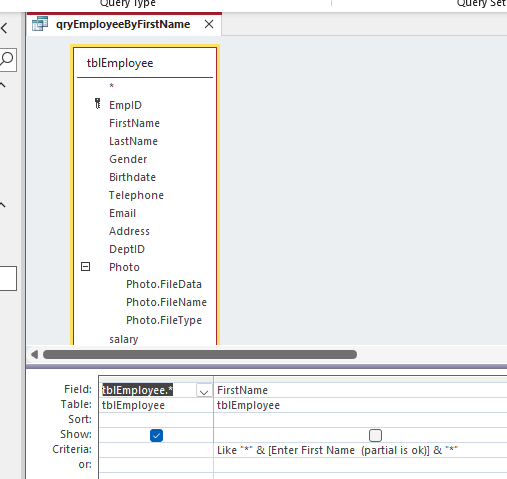 Query Type
Query Set
qryEmployeeByFirstName
tblEmployee
*
EmpID
FirstName
LastName
Gender
Birthdate
Telephone
Email
Address
DeptID
Photo
Photo.FileData
Photo.FileName
Photo.FileType
salary
Field: tblEmployee.* FirstName
Table: tblEmployee tblEmployee
Sort:
Show:
Criteria: Like "*" & [Enter First Name  (partial is ok)] & "*"
or: